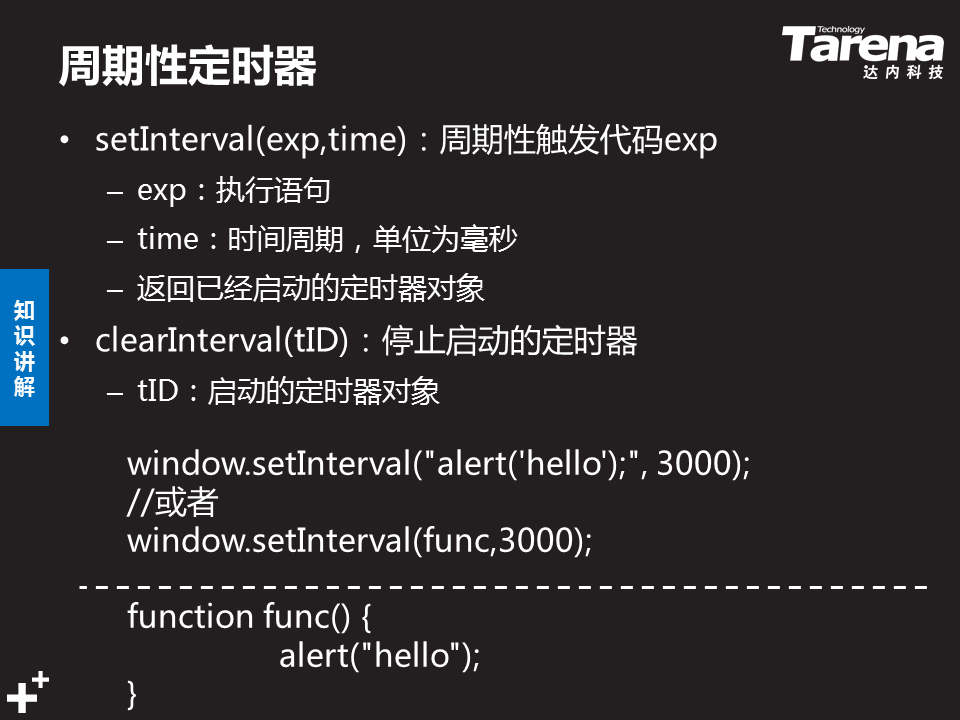 周期性定时器
Technology
Tarena
达内科技
• setInterval(exp,time)：周期性触发代码exp
– exp：执行语句
– time：时间周期，单位为毫秒
– 返回已经启动的定时器对象
• clearInterval(tID)：停止启动的定时器
– tID：启动的定时器对象
知识讲解
window.setInterval("alert('hello');", 3000);
//或者
window.setInterval(func,3000);
function func() {
alert("hello");
}